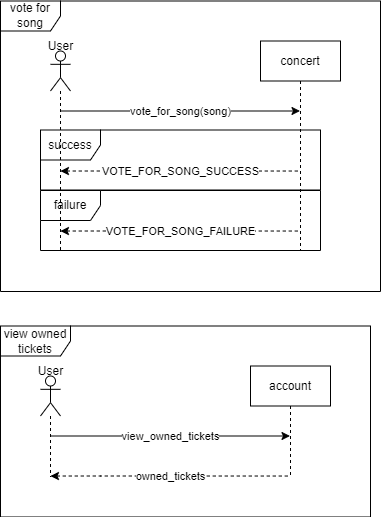 vote for
song
User
concert
vote_for_song(song)
success
VOTE_FOR_SONG_SUCCESS
failure
VOTE_FOR_SONG_FAILURE
view owned
tickets
User
account
view_owned_tickets
owned_tickets